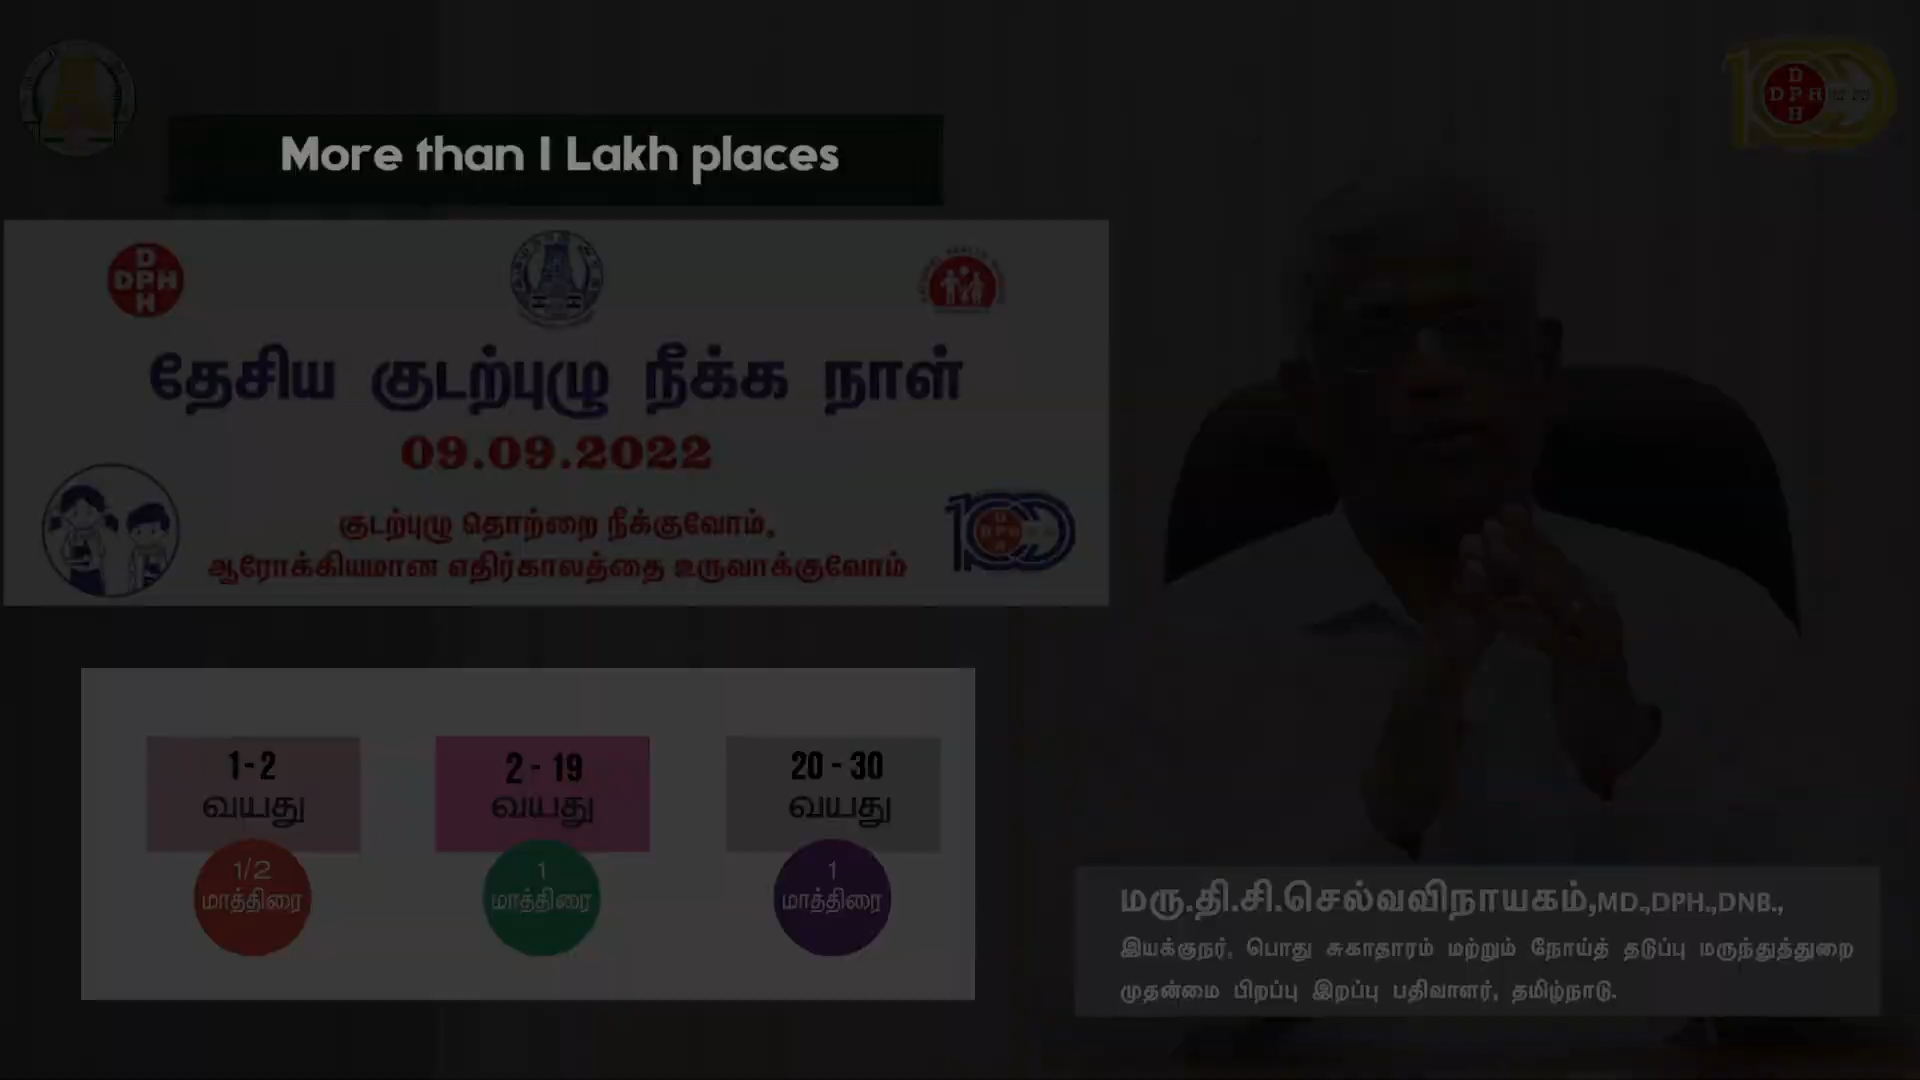 More than 1 Lakh places
D
DPH
H
தேசிய குடற்புழு நீக்க நாள்
09.09.2022
குடற்புழு தொற்றை நீக்குவோம்,
ஆரோக்கியமான எதிர்காலத்தை உருவாக்குவோம்
1-2
வயது
1/2
மாத்திரை
2 - 19
வயது
1
மாத்திரை
20 - 30
வயது
1
மாத்திரை
மரு.தி.சி.செல்வவிநாயகம்,MD.,DPH.,DNB.,
இயக்குநர், பொது சுகாதாரம் மற்றும் நோய்த் தடுப்பு மருந்துத்துறை
முதன்மை பிறப்பு இறப்பு பதிவாளர், தமிழ்நாடு.